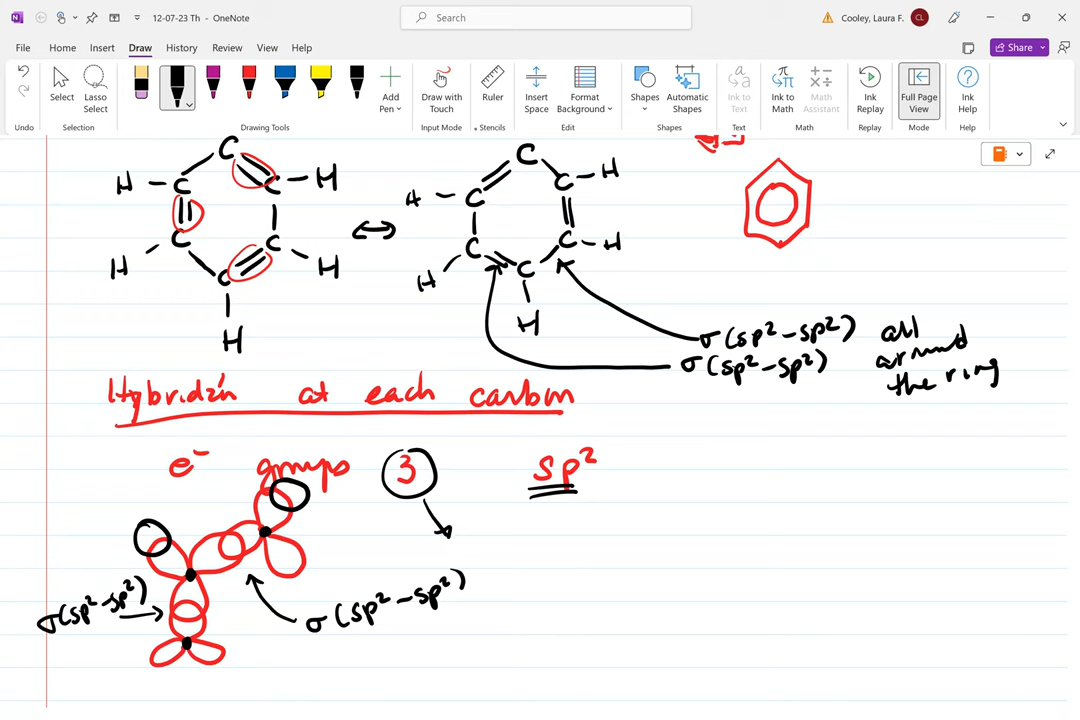 12-07-23 Th - OneNote
Search
Cooley, Laura F.
CL
File Home Insert Draw History Review View Help
Share
Undo
Select
Lasso Select
Add Pen
Draw with Touch
Ruler
Insert Space
Format Background
Shapes
Automatic Shapes
Ink to Text
Ink to Math
Math Assistant
Ink Replay
Full Page View
Ink Help
Selection
Drawing Tools
Input Mode
Stencils
Edit
Shapes
Text
Math
Replay
Mode
Help
C C
H C C H H C C H
H C C H C C H
C H C
H H
σ(sp²-sp²) all
σ(sp²-sp²) around
the ring
Hybridiz'n at each carbon
e⁻ groups 3 sp²
σ(sp²-sp²)
σ(sp²-sp²)